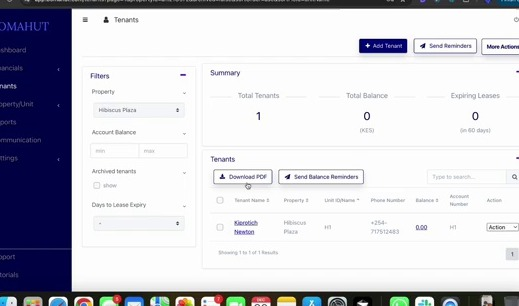 OMAHUT
Tenants
Add Tenant
Send Reminders
More Actions
shboard
nancials
nants
operty/Unit
ports
ommunication
ttings
pport
torials
Filters
Property
Hibiscus Plaza
Account Balance
min
max
Archived tenants
show
Days to Lease Expiry
-
Summary
Total Tenants
Total Balance
Expiring Leases
1
0
0
(KES)
(in 60 days)
Tenants
Download PDF
Send Balance Reminders
Type to search...
Tenant Name
Property
Unit ID/Name
Phone Number
Balance
Account Number
Action
Kiprotich Newton
Hibiscus Plaza
H1
+254-717512483
0.00
H1
Action
Showing 1 to 1 of 1 Results
1